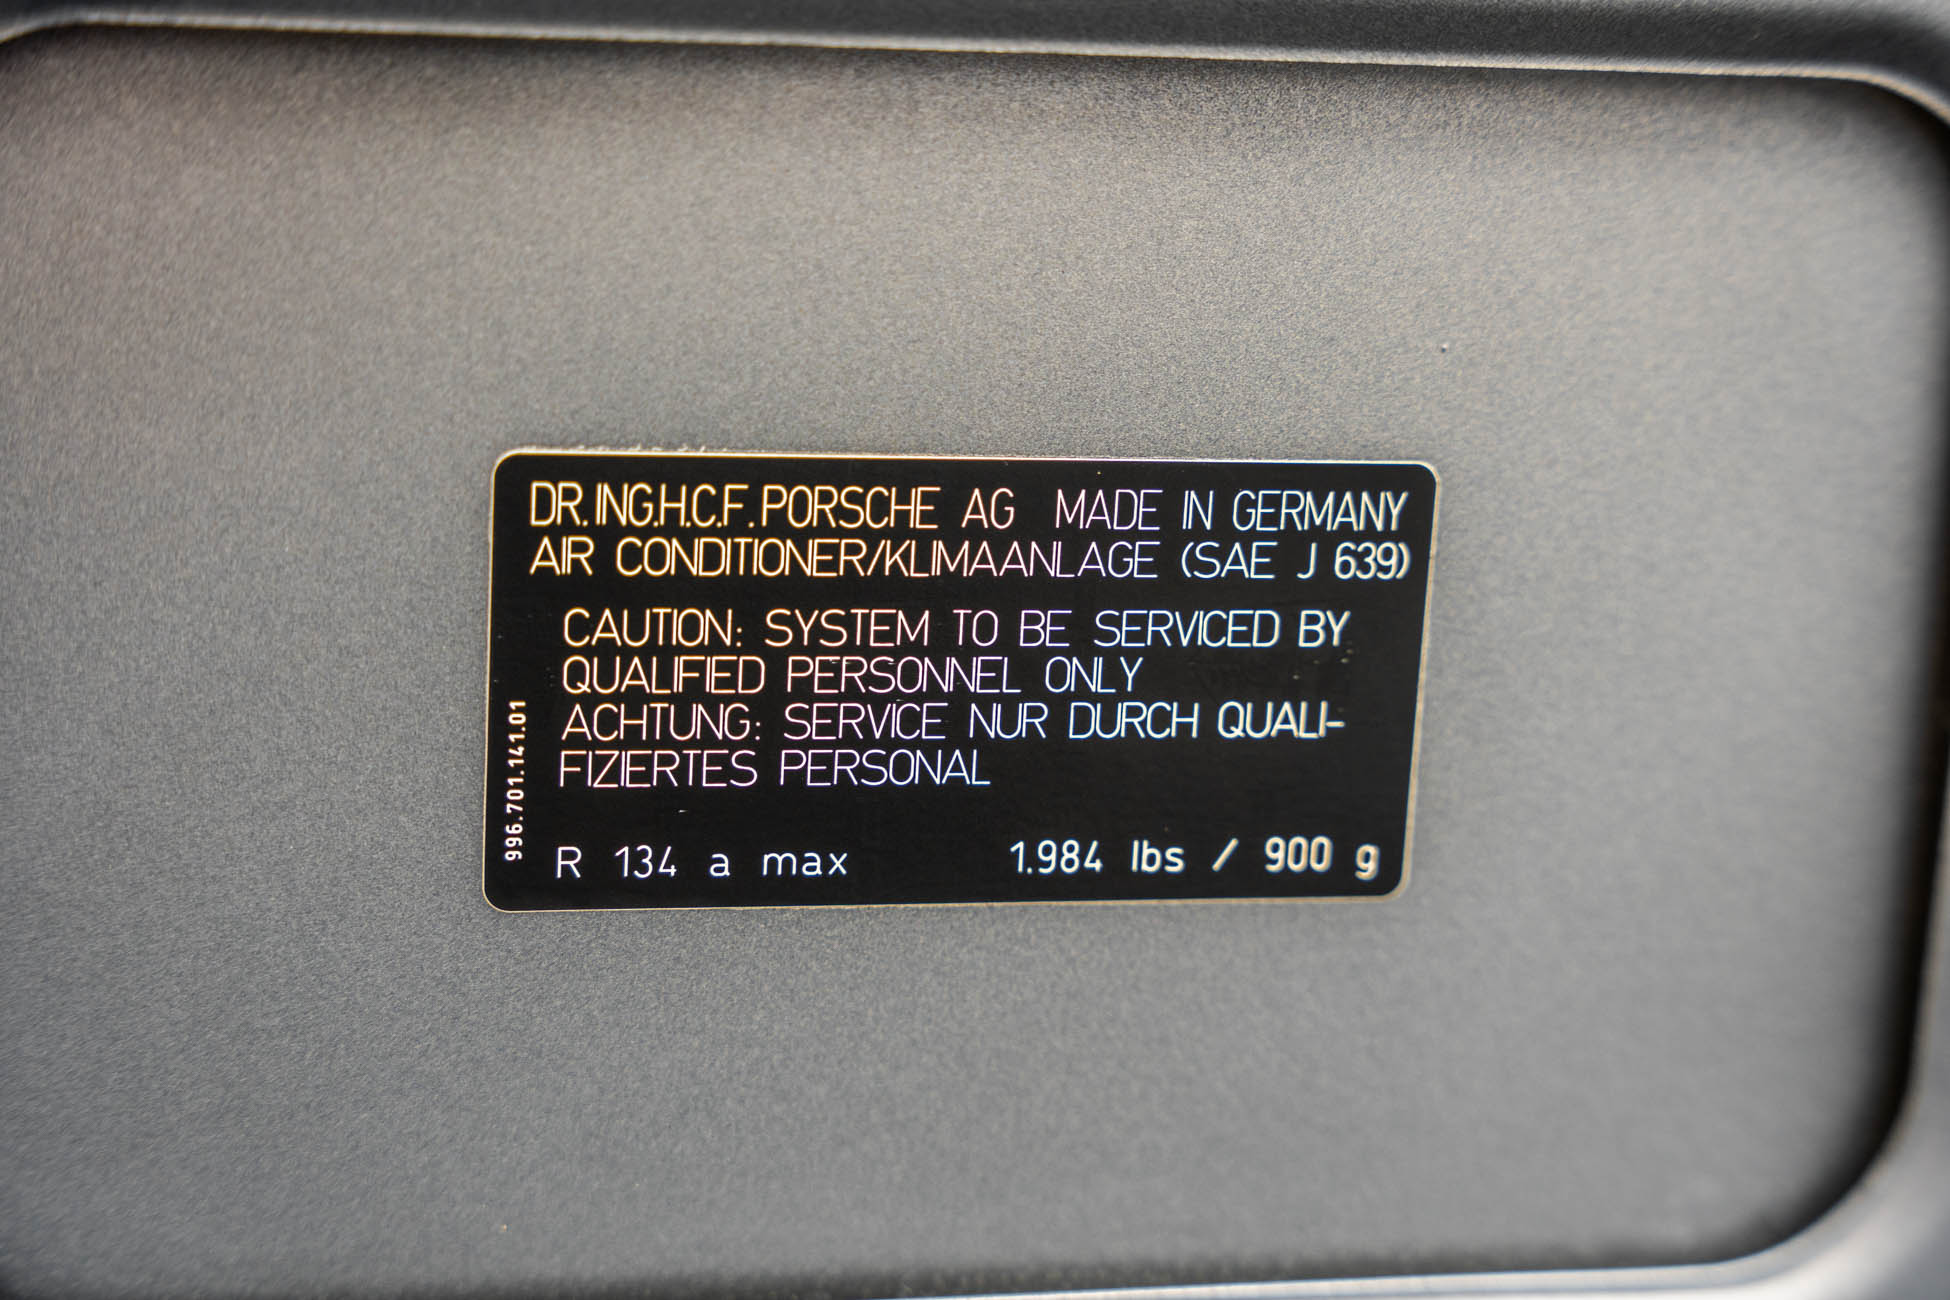 DR.ING.H.C.F.PORSCHE AG MADE IN GERMANY
AIR CONDITIONER/KLIMAANLAGE (SAE J 639)
CAUTION: SYSTEM TO BE SERVICED BY
QUALIFIED PERSONNEL ONLY
ACHTUNG: SERVICE NUR DURCH QUALI-
FIZIERTES PERSONAL
R 134 a max 1.984 lbs / 900 g
996.701.141.01